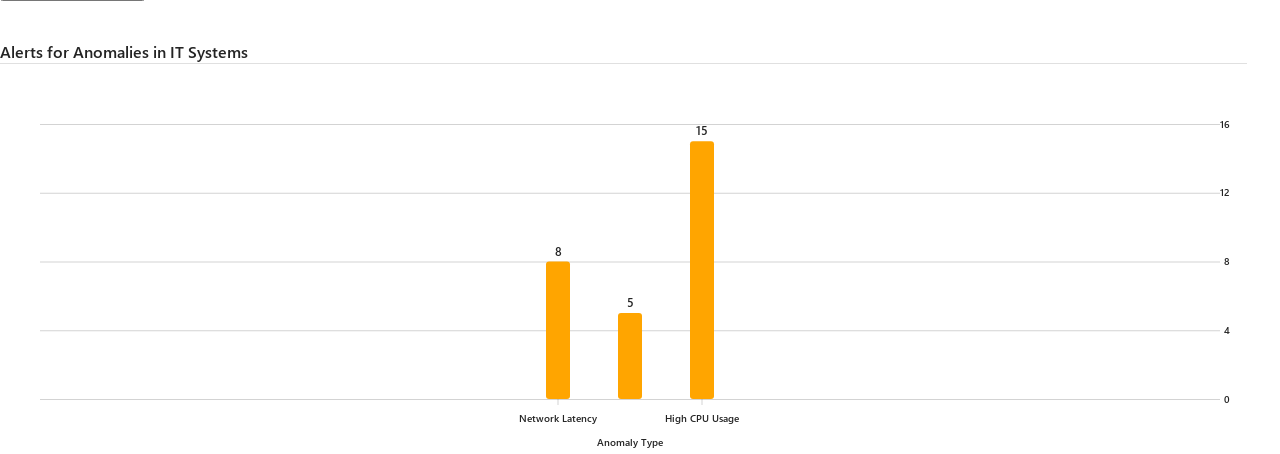 Alerts for Anomalies in IT Systems
16
15
12
8
8
5
4
0
Network Latency
High CPU Usage
Anomaly Type